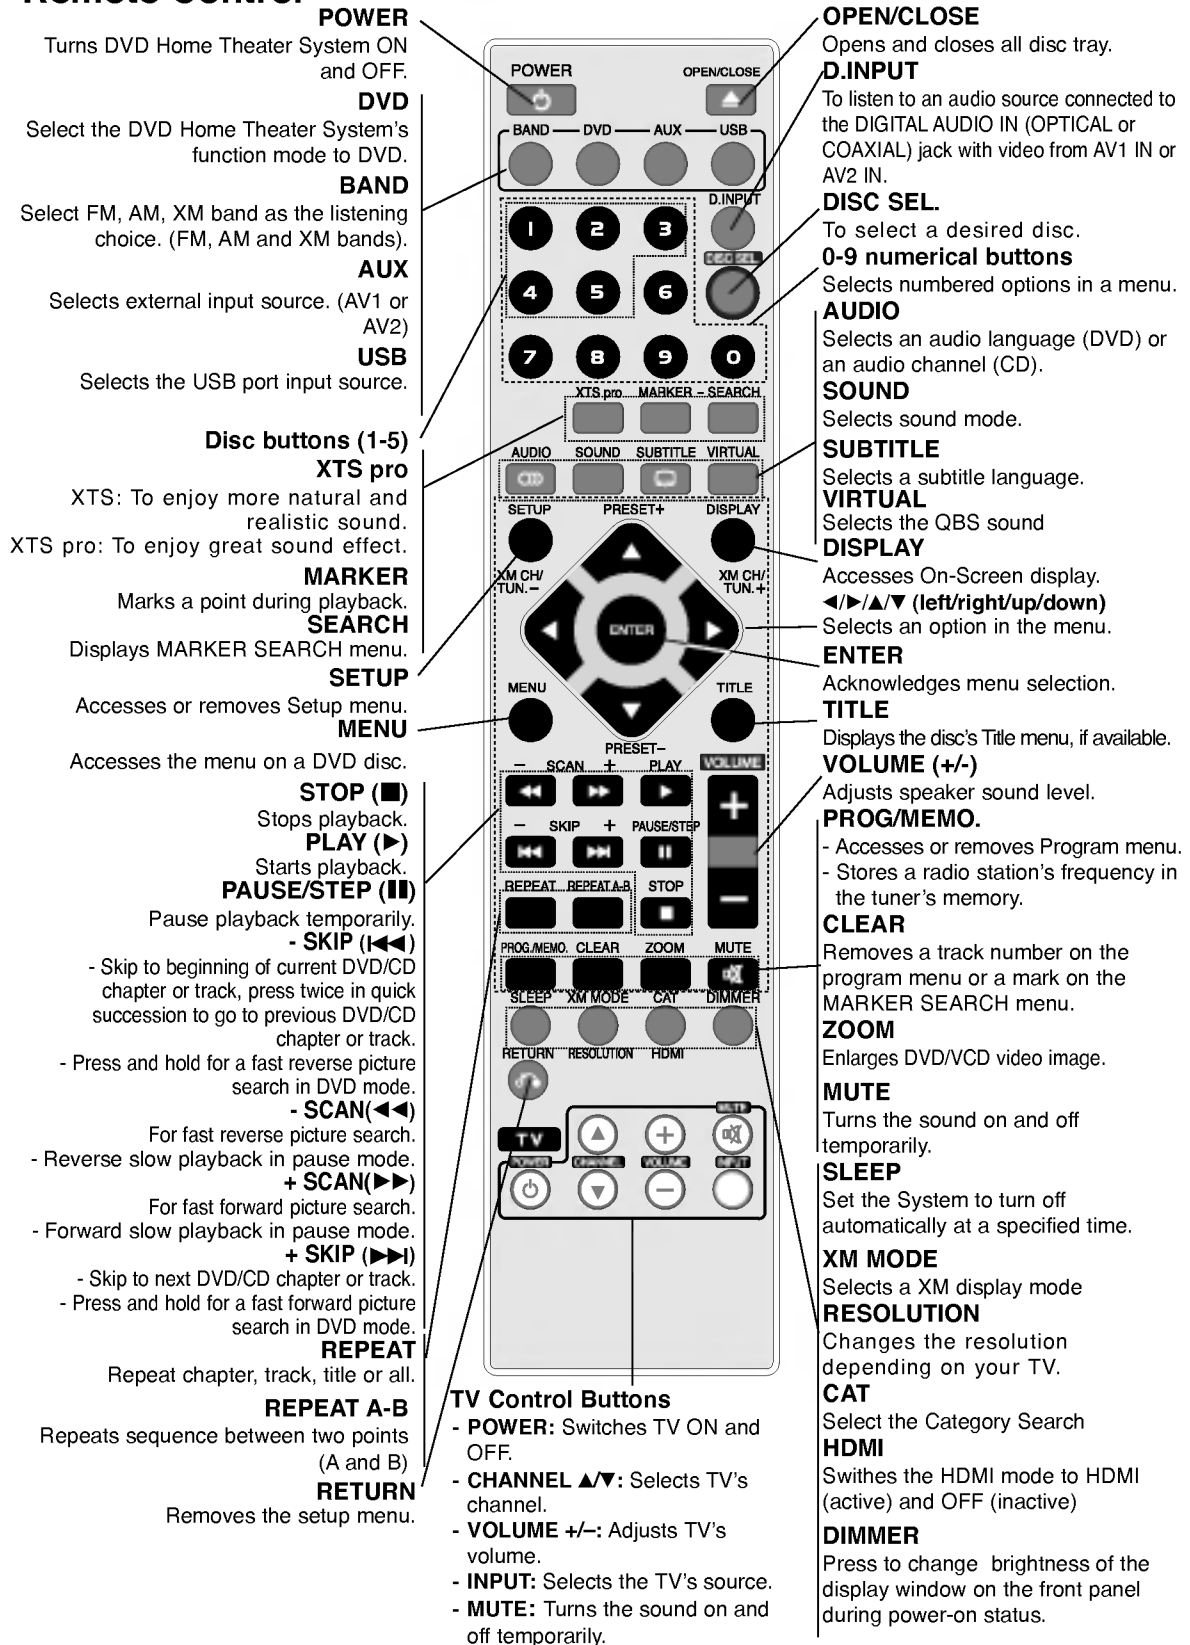 Remote Control
POWER
Turns DVD Home Theater System ON
and OFF.
DVD
Select the DVD Home Theater System's
function mode to DVD.
BAND
Select FM, AM, XM band as the listening
choice. (FM, AM and XM bands).
AUX
Selects external input source. (AV1 or
AV2)
USB
Selects the USB port input source.
Disc buttons (1-5)
XTS pro
XTS: To enjoy more natural and
realistic sound.
XTS pro: To enjoy great sound effect.
MARKER
Marks a point during playback.
SEARCH
Displays MARKER SEARCH menu.
SETUP
Accesses or removes Setup menu.
MENU
Accesses the menu on a DVD disc.
STOP (■)
Stops playback.
PLAY (▶)
Starts playback.
PAUSE/STEP (❚❚)
Pause playback temporarily.
- SKIP (|◀◀)
- Skip to beginning of current DVD/CD
chapter or track, press twice in quick
succession to go to previous DVD/CD
chapter or track.
- Press and hold for a fast reverse picture
search in DVD mode.
- SCAN(◀◀)
For fast reverse picture search.
- Reverse slow playback in pause mode.
+ SCAN(▶▶)
For fast forward picture search.
- Forward slow playback in pause mode.
+ SKIP (▶▶|)
- Skip to next DVD/CD chapter or track.
- Press and hold for a fast forward picture
search in DVD mode.
REPEAT
Repeat chapter, track, title or all.
REPEAT A-B
Repeats sequence between two points
(A and B)
RETURN
Removes the setup menu.
POWER OPEN/CLOSE
BAND DVD AUX USB
D.INPUT
1 2 3
DISC SEL.
4 5 6
7 8 9 0
XTS pro MARKER - SEARCH
AUDIO SOUND SUBTITLE VIRTUAL
SETUP PRESET+ DISPLAY
XM CH/ TUN.- XM CH/ TUN.+
ENTER
MENU TITLE
PRESET–
– SCAN + PLAY VOLUME
+
– SKIP + PAUSE/STEP
–
REPEAT REPEAT A-B STOP
PROG./MEMO. CLEAR ZOOM MUTE
SLEEP XM MODE CAT DIMMER
RETURN RESOLUTION HDMI
MUTE
TV
POWER CHANNEL VOLUME INPUT
TV Control Buttons
- POWER: Switches TV ON and
OFF.
- CHANNEL ▲/▼: Selects TV's
channel.
- VOLUME +/–: Adjusts TV's
volume.
- INPUT: Selects the TV's source.
- MUTE: Turns the sound on and
off temporarily.
OPEN/CLOSE
Opens and closes all disc tray.
D.INPUT
To listen to an audio source connected to
the DIGITAL AUDIO IN (OPTICAL or
COAXIAL) jack with video from AV1 IN or
AV2 IN.
DISC SEL.
To select a desired disc.
0-9 numerical buttons
Selects numbered options in a menu.
AUDIO
Selects an audio language (DVD) or
an audio channel (CD).
SOUND
Selects sound mode.
SUBTITLE
Selects a subtitle language.
VIRTUAL
Selects the QBS sound
DISPLAY
Accesses On-Screen display.
◀/▶/▲/▼ (left/right/up/down)
Selects an option in the menu.
ENTER
Acknowledges menu selection.
TITLE
Displays the disc's Title menu, if available.
VOLUME (+/-)
Adjusts speaker sound level.
PROG/MEMO.
- Accesses or removes Program menu.
- Stores a radio station's frequency in
the tuner's memory.
CLEAR
Removes a track number on the
program menu or a mark on the
MARKER SEARCH menu.
ZOOM
Enlarges DVD/VCD video image.
MUTE
Turns the sound on and off
temporarily.
SLEEP
Set the System to turn off
automatically at a specified time.
XM MODE
Selects a XM display mode
RESOLUTION
Changes the resolution
depending on your TV.
CAT
Select the Category Search
HDMI
Swithes the HDMI mode to HDMI
(active) and OFF (inactive)
DIMMER
Press to change brightness of the
display window on the front panel
during power-on status.